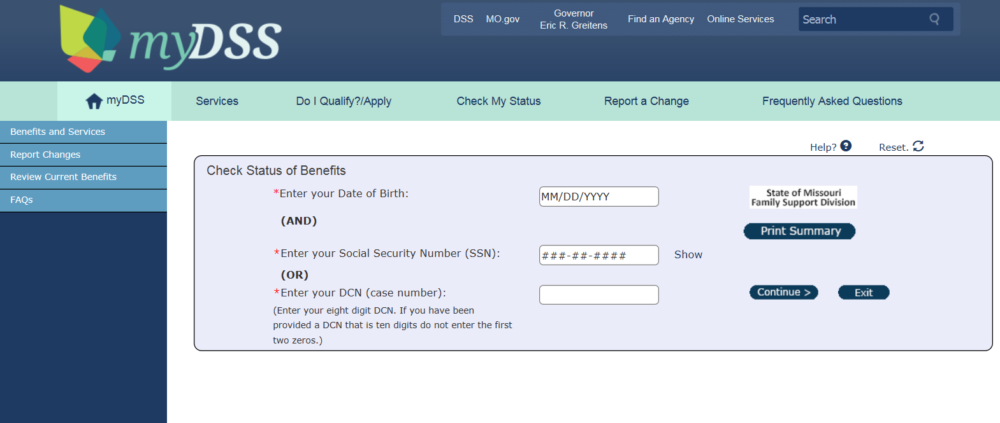 myDSS
DSS
MO.gov
Governor
Eric R. Greitens
Find an Agency
Online Services
Search
myDSS
Services
Do I Qualify?/Apply
Check My Status
Report a Change
Frequently Asked Questions
Benefits and Services
Report Changes
Review Current Benefits
FAQs
Help? ?
Reset.
Check Status of Benefits
*Enter your Date of Birth:
MM/DD/YYYY
State of Missouri
Family Support Division
(AND)
Print Summary
*Enter your Social Security Number (SSN):
###-##-####
Show
(OR)
*Enter your DCN (case number):
Continue >
Exit
(Enter your eight digit DCN. If you have been
provided a DCN that is ten digits do not enter the first
two zeros.)